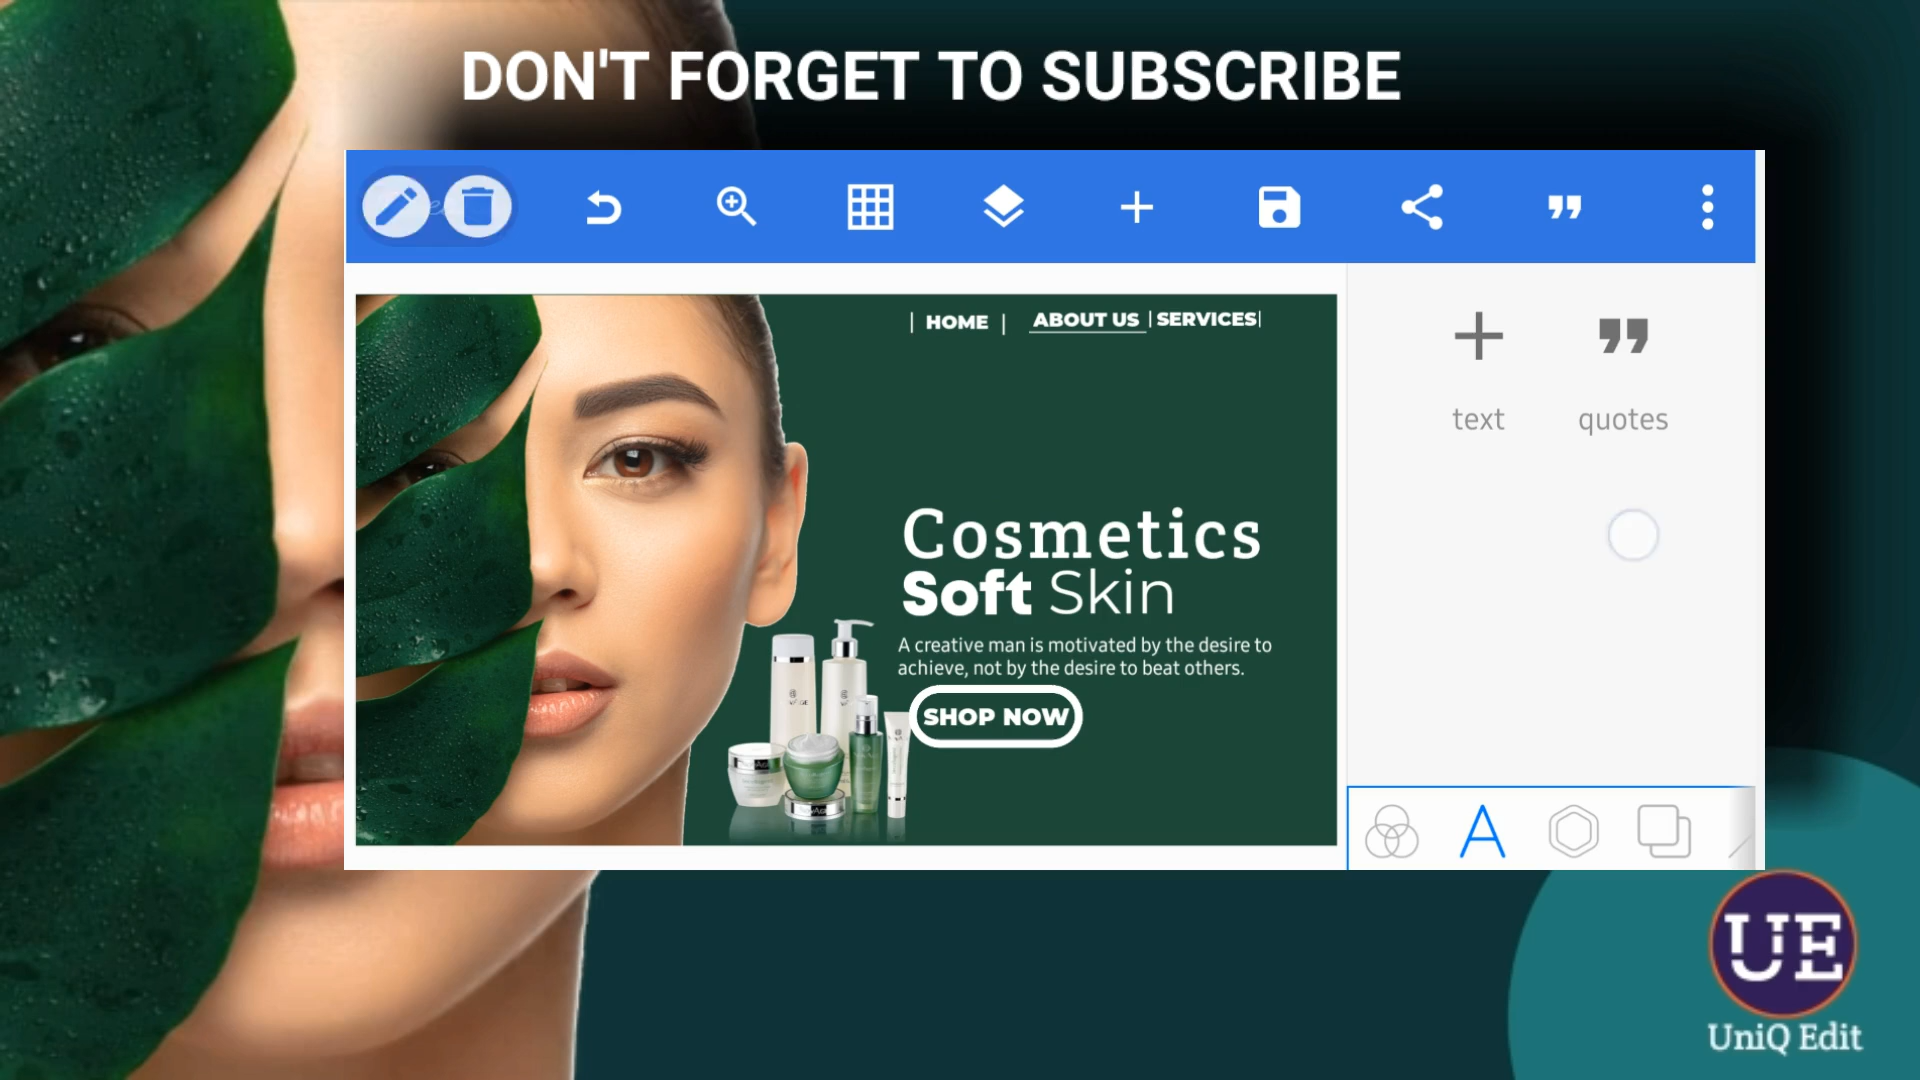 DON'T FORGET TO SUBSCRIBE
| HOME | ABOUT US | SERVICES|
text quotes
Cosmetics
Soft Skin
A creative man is motivated by the desire to
achieve, not by the desire to beat others.
SHOP NOW
UE
UniQ Edit